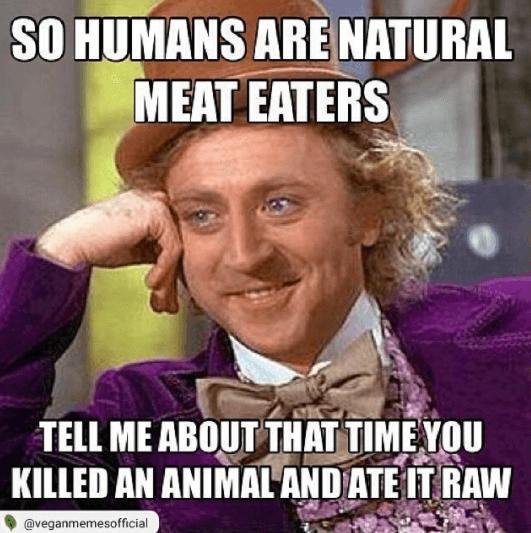 SO HUMANS ARE NATURAL
MEAT EATERS
TELL ME ABOUT THAT TIME YOU
KILLED AN ANIMAL AND ATE IT RAW
@veganmemesofficial